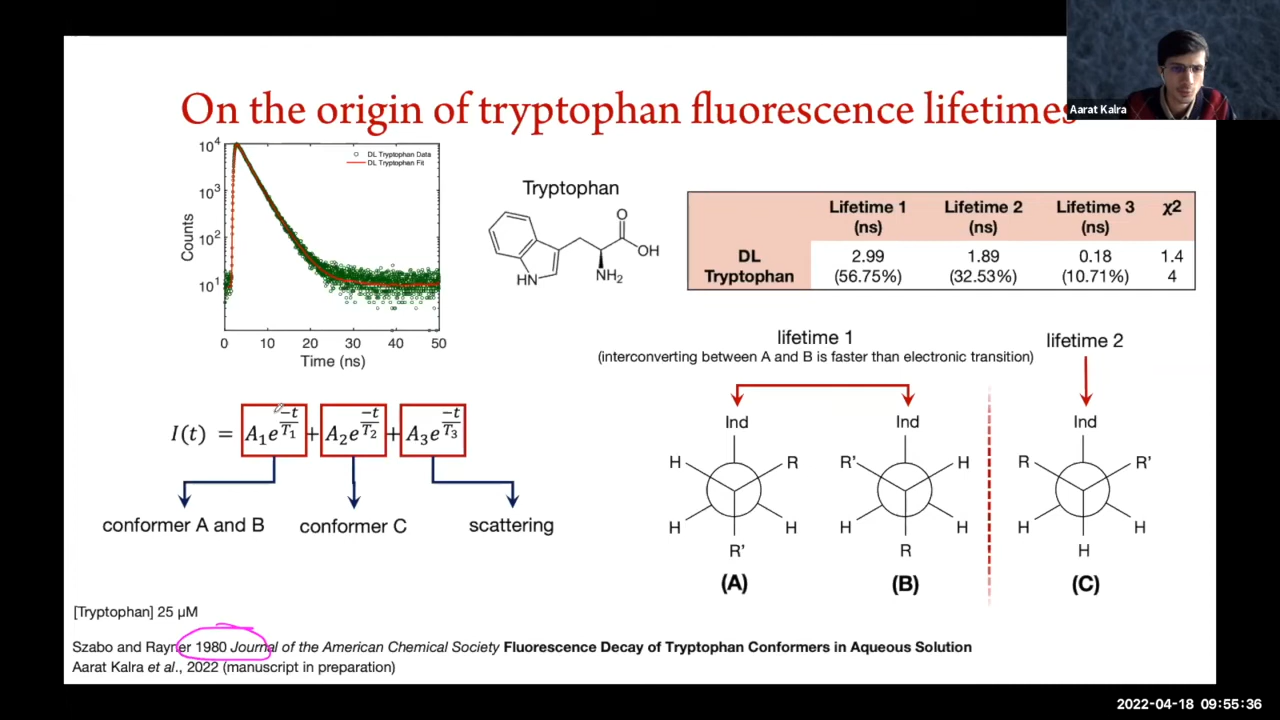 Aarat Kalra
On the origin of tryptophan fluorescence lifetimes
10^4
10^3
10^2
10^1
Counts
DL Tryptophan Data
DL Tryptophan Fit
0 10 20 30 40 50
Time (ns)
Tryptophan
O
OH
NH₂
HN
Lifetime 1 (ns) Lifetime 2 (ns) Lifetime 3 (ns) χ2
DL Tryptophan 2.99 (56.75%) 1.89 (32.53%) 0.18 (10.71%) 1.4 4
lifetime 1
(interconverting between A and B is faster than electronic transition)
lifetime 2
I(t) = A₁e^(-t/T₁) + A₂e^(-t/T₂) + A₃e^(-t/T₃)
conformer A and B conformer C scattering
Ind Ind Ind
H R R' H R R'
H H H H H H
R' R H
(A) (B) (C)
[Tryptophan] 25 µM
Szabo and Rayner 1980 Journal of the American Chemical Society Fluorescence Decay of Tryptophan Conformers in Aqueous Solution
Aarat Kalra et al., 2022 (manuscript in preparation)
2022-04-18 09:55:36